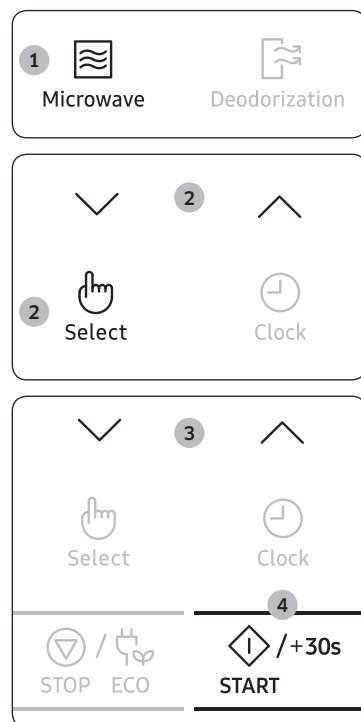 1
Microwave Deodorization
2
2
Select Clock
3
Select Clock
4
/ /+30s
STOP ECO START